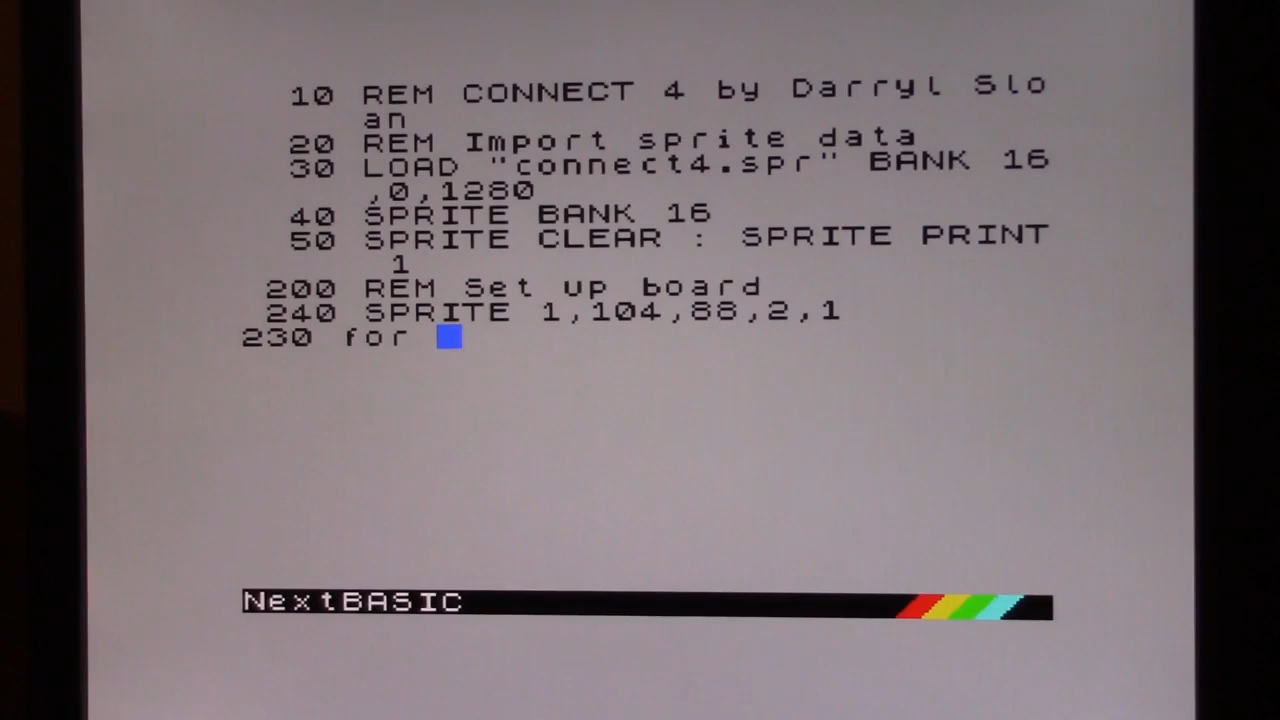 10 REM CONNECT 4 by Darryl Slo
an
20 REM Import sprite data
30 LOAD "connect4.spr" BANK 16
,0,1280
40 SPRITE BANK 16
50 SPRITE CLEAR : SPRITE PRINT
1
200 REM Set up board
240 SPRITE 1,104,88,2,1
230 for
NextBASIC